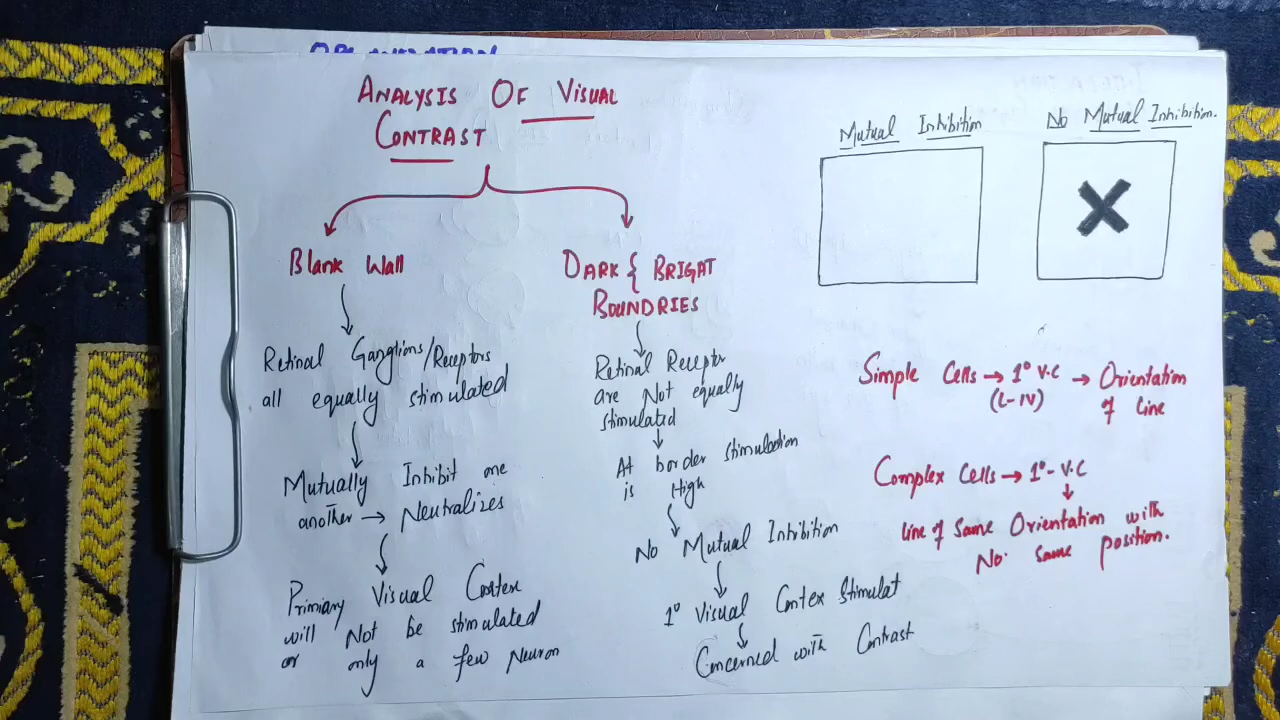 ANALYSIS OF VISUAL
CONTRAST
Blank Wall
Retinal Ganglions/Receptors
all equally stimulated
Mutually Inhibit one
another → Neutralizes
Primiary Visual Cortex
will Not be stimulated
or only a few Neuron
DARK & BRIGAT
BOUNDRIES
Retinal Receptor
are Not equally
stimulated
At border stimulation
is High
No Mutual Inhibition
1° Visual Cortex Stimulat
Concerned with Contrast
Mutual Inhibition
No Mutual Inhibition.
Simple Cells → 1° V.C → Orientation
(L-IV) of line
Complex Cells → 1°- V.C
line of Same Orientation with
No same position.